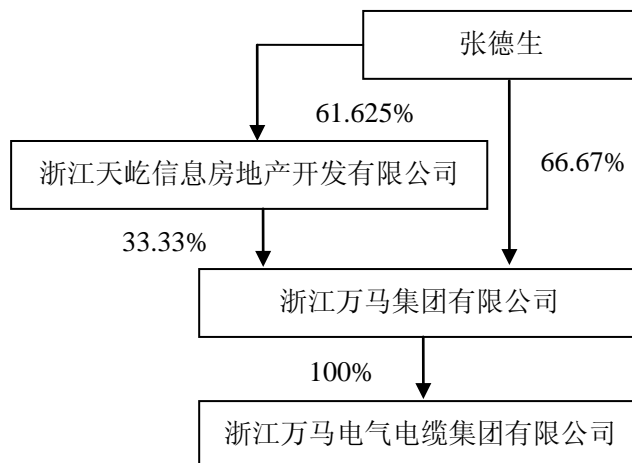 张德生
61.625%
浙江天屹信息房地产开发有限公司
66.67%
33.33%
浙江万马集团有限公司
100%
浙江万马电气电缆集团有限公司